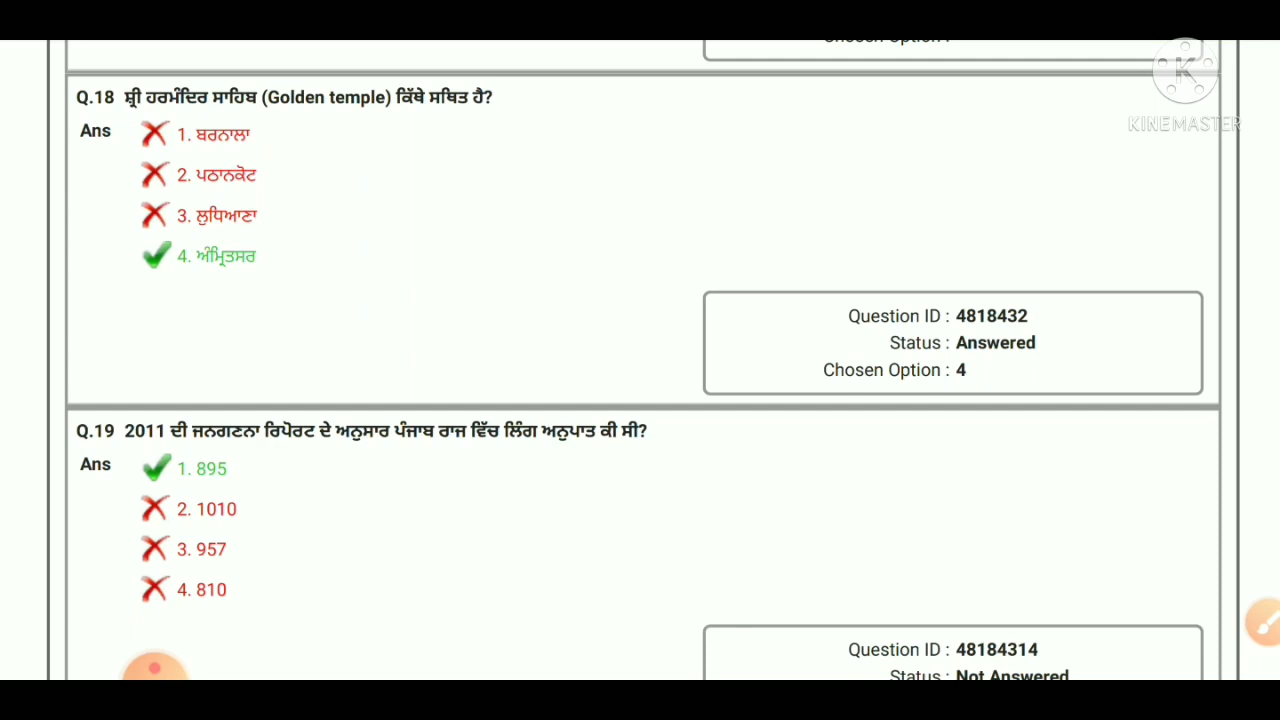 Chosen Option :
KINEMASTER
Q.18 ਸ਼੍ਰੀ ਹਰਮੰਦਿਰ ਸਾਹਿਬ (Golden temple) ਕਿੱਥੇ ਸਥਿਤ ਹੈ?
Ans 1. ਬਰਨਾਲਾ
2. ਪਠਾਨਕੋਟ
3. ਲੁਧਿਆਣਾ
4. ਅੰਮ੍ਰਿਤਸਰ
Question ID : 4818432
Status : Answered
Chosen Option : 4
Q.19 2011 ਦੀ ਜਨਗਣਨਾ ਰਿਪੋਰਟ ਦੇ ਅਨੁਸਾਰ ਪੰਜਾਬ ਰਾਜ ਵਿੱਚ ਲਿੰਗ ਅਨੁਪਾਤ ਕੀ ਸੀ?
Ans 1. 895
2. 1010
3. 957
4. 810
Question ID : 48184314
Status : Not Answered